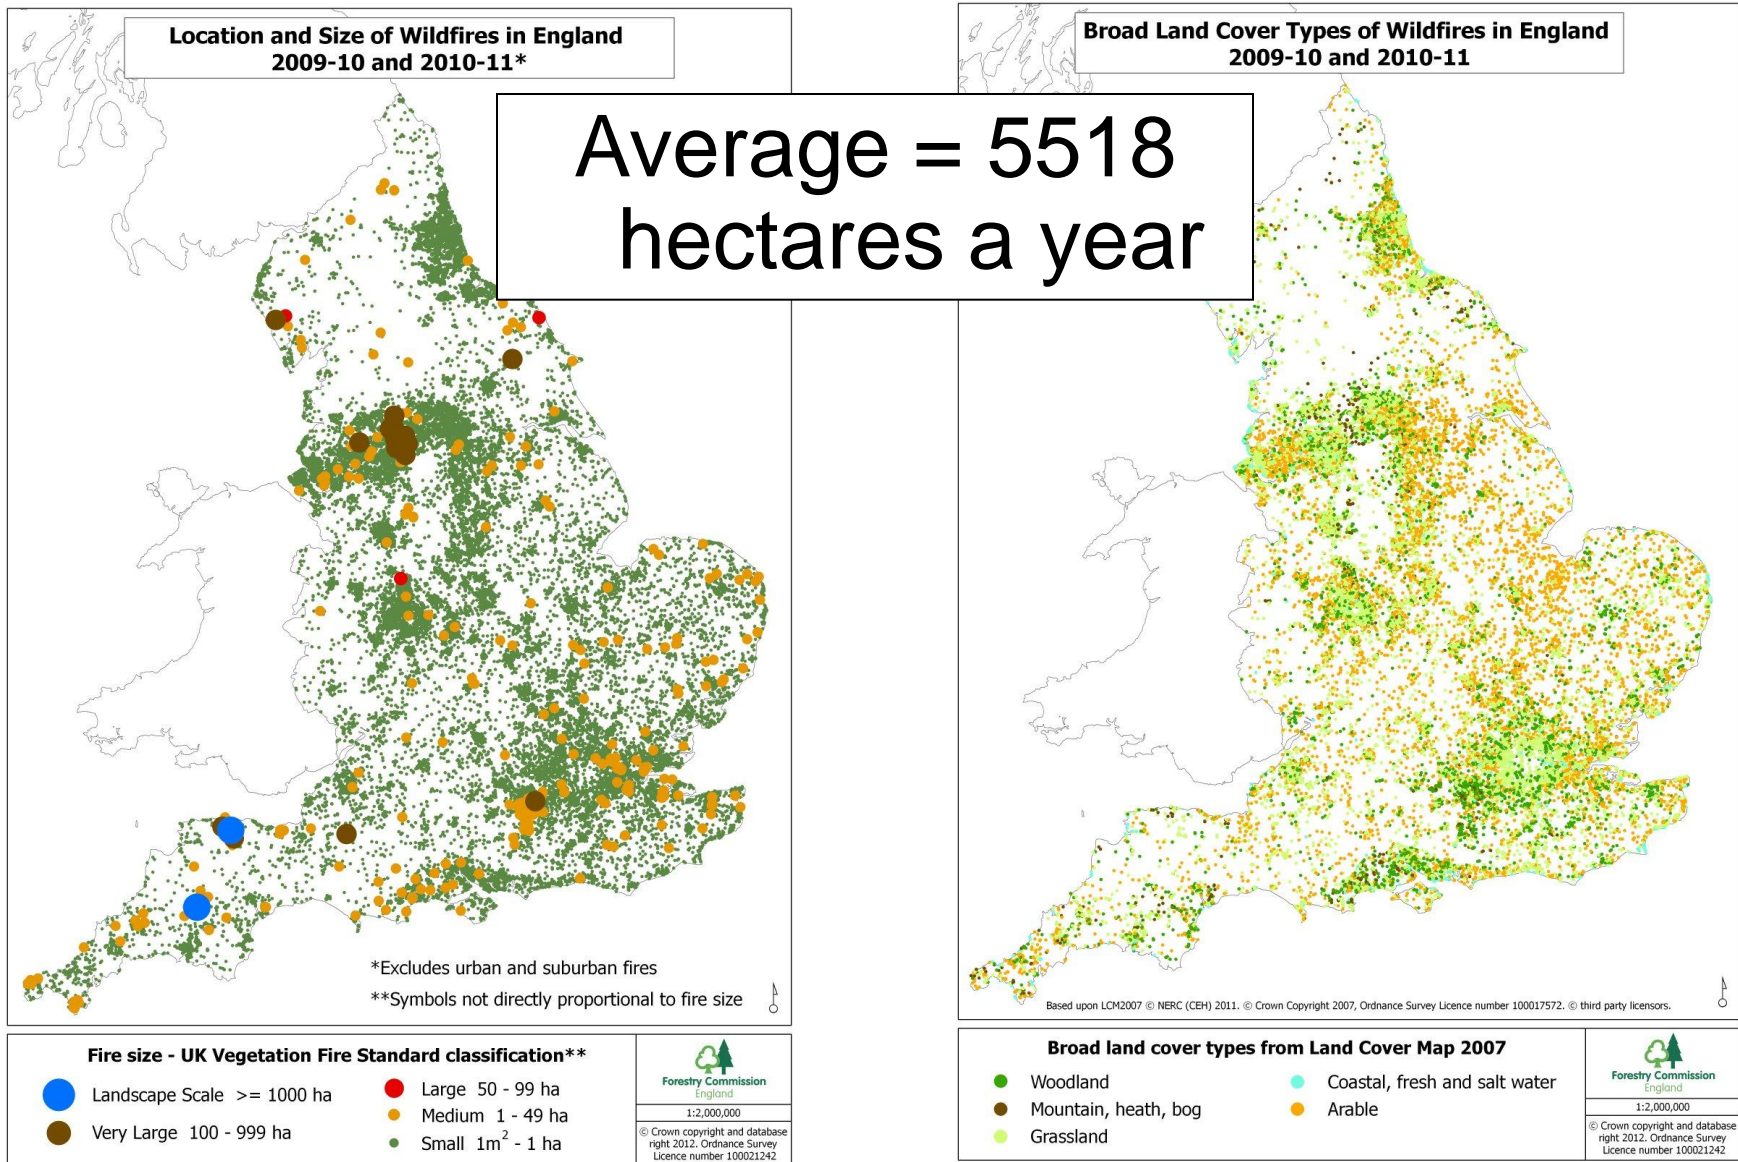 Location and Size of Wildfires in England
2009-10 and 2010-11*
Broad Land Cover Types of Wildfires in England
2009-10 and 2010-11
Average = 5518
hectares a year
*Excludes urban and suburban fires
**Symbols not directly proportional to fire size
Based upon LCM2007 © NERC (CEH) 2011. © Crown Copyright 2007, Ordnance Survey Licence number 100017572. © third party licensors.
Fire size - UK Vegetation Fire Standard classification**
Landscape Scale >= 1000 ha
Very Large 100 - 999 ha
Large 50 - 99 ha
Medium 1 - 49 ha
Small 1m² - 1 ha
Forestry Commission
England
1:2,000,000
© Crown copyright and database
right 2012. Ordnance Survey
Licence number 100021242
Broad land cover types from Land Cover Map 2007
Woodland
Mountain, heath, bog
Grassland
Coastal, fresh and salt water
Arable
Forestry Commission
England
1:2,000,000
© Crown copyright and database
right 2012. Ordnance Survey
Licence number 100021242